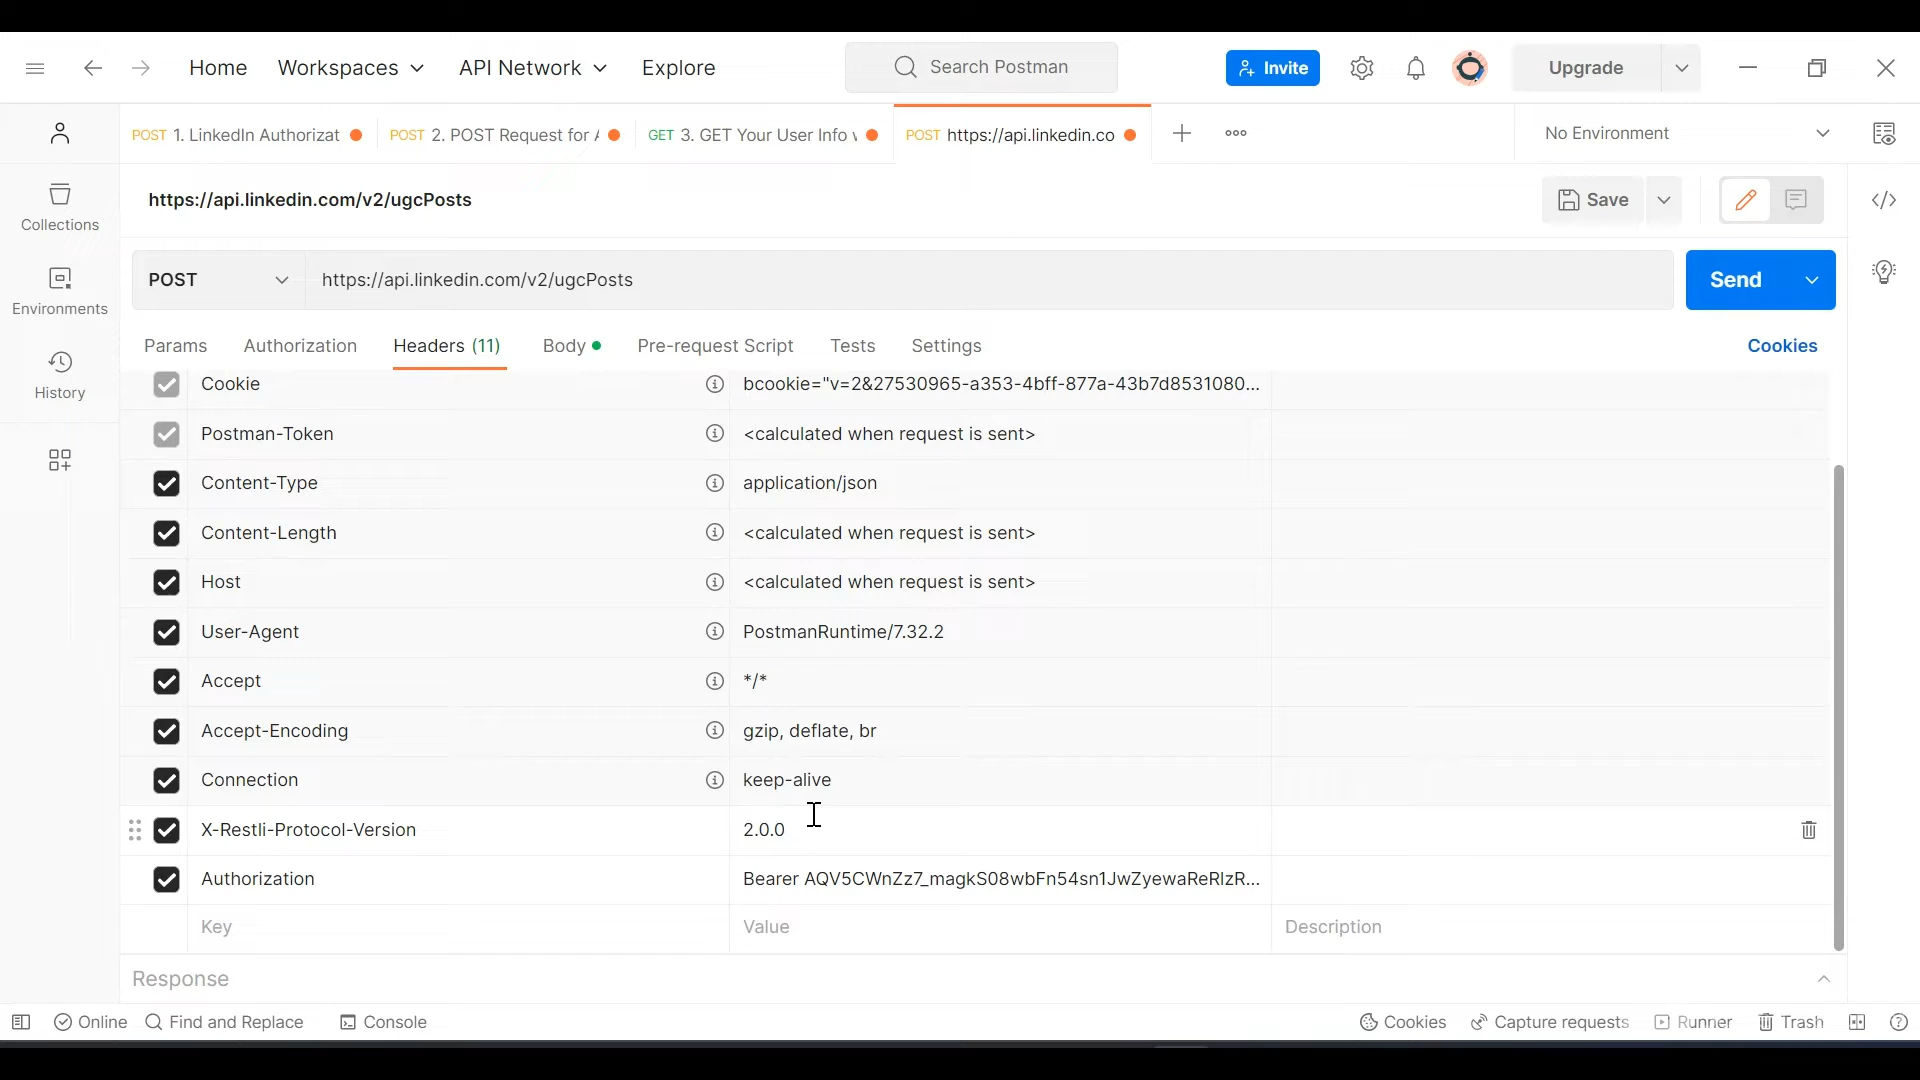 Home Workspaces API Network Explore Search Postman Invite Upgrade
POST 1. LinkedIn Authorizat POST 2. POST Request for A GET 3. GET Your User Info w POST https://api.linkedin.co ooo No Environment
https://api.linkedin.com/v2/ugcPosts Save </>
Collections
POST https://api.linkedin.com/v2/ugcPosts Send
Environments
Params Authorization Headers (11) Body Pre-request Script Tests Settings Cookies
History
Cookie bcookie="v=2&27530965-a353-4bff-877a-43b7d8531080...
Postman-Token <calculated when request is sent>
Content-Type application/json
Content-Length <calculated when request is sent>
Host <calculated when request is sent>
User-Agent PostmanRuntime/7.32.2
Accept */*
Accept-Encoding gzip, deflate, br
Connection keep-alive
X-Restli-Protocol-Version 2.0.0
Authorization Bearer AQV5CWnZz7_magkS08wbFn54sn1JwZyewaReRlzR...
Key Value Description
Response
Online Find and Replace Console Cookies Capture requests Runner Trash